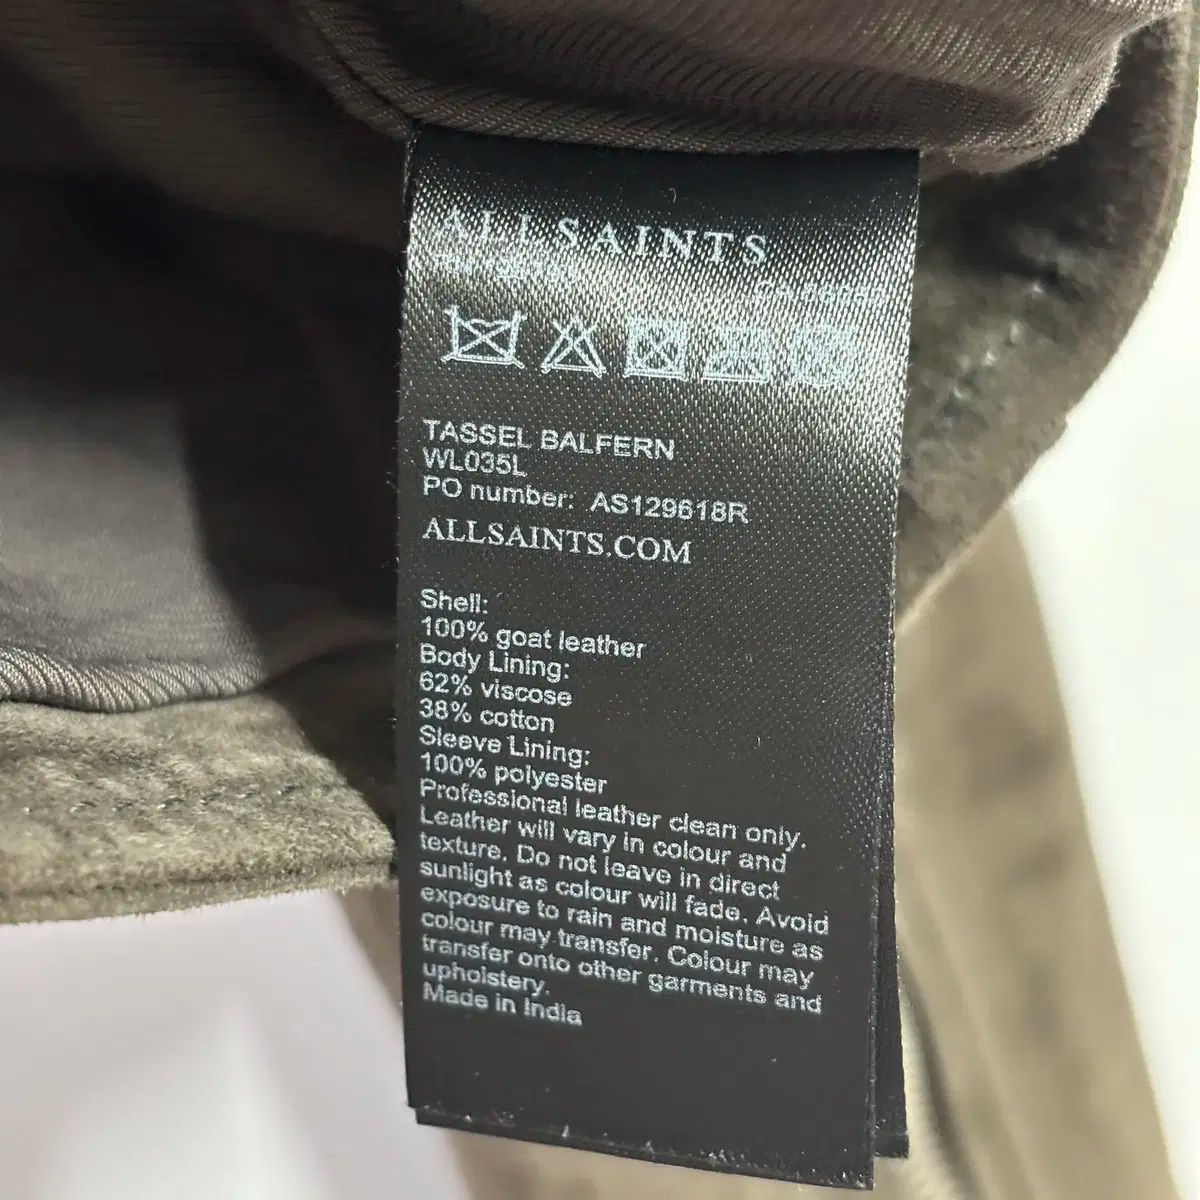 ALLSAINTS
TASSEL BALFERN
WL035L
PO number: AS129618R
ALLSAINTS.COM
Shell:
100% goat leather
Body Lining:
62% viscose
38% cotton
Sleeve Lining:
100% polyester
Professional leather clean only.
Leather will vary in colour and
texture. Do not leave in direct
sunlight as colour will fade. Avoid
exposure to rain and moisture as
colour may transfer. Colour may
transfer onto other garments and
upholstery.
Made in India